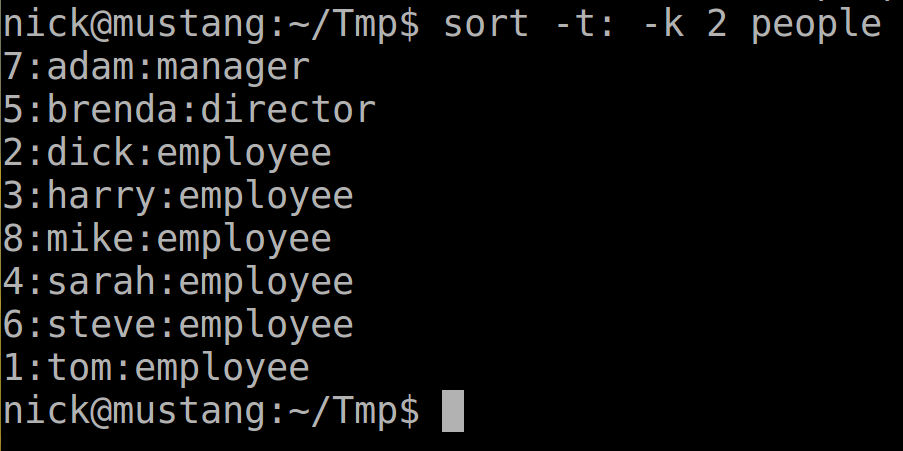 nick@mustang:~/Tmp$ sort -t: -k 2 people
7:adam:manager
5:brenda:director
2:dick:employee
3:harry:employee
8:mike:employee
4:sarah:employee
6:steve:employee
1:tom:employee
nick@mustang:~/Tmp$